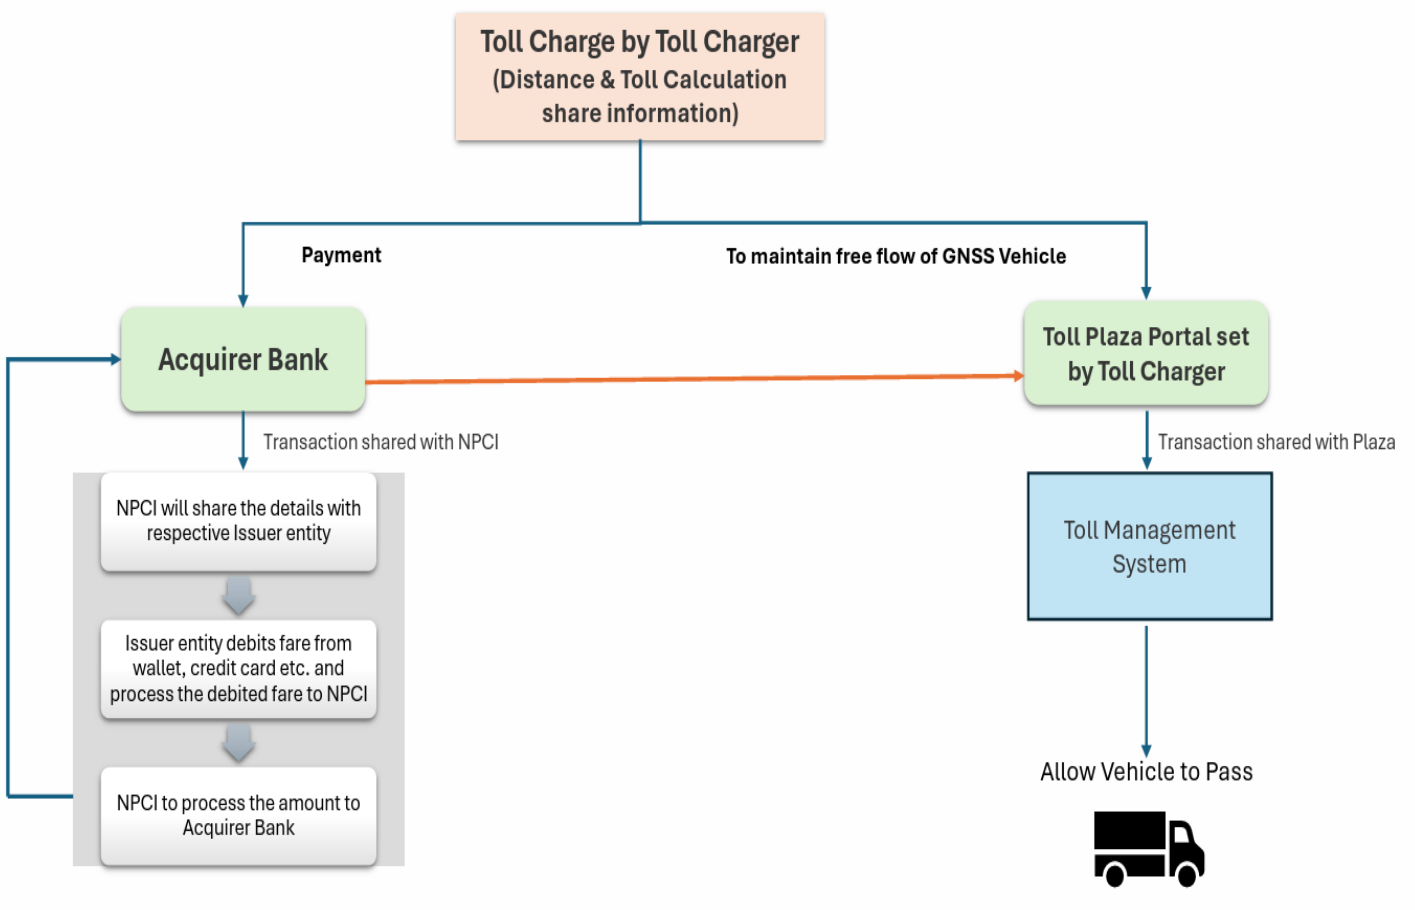 Toll Charge by Toll Charger
(Distance & Toll Calculation
share information)
Payment
To maintain free flow of GNSS Vehicle
Acquirer Bank
Toll Plaza Portal set
by Toll Charger
Transaction shared with NPCI
Transaction shared with Plaza
NPCI will share the details with
respective Issuer entity
Toll Management
System
Issuer entity debits fare from
wallet, credit card etc. and
process the debited fare to NPCI
Allow Vehicle to Pass
NPCI to process the amount to
Acquirer Bank